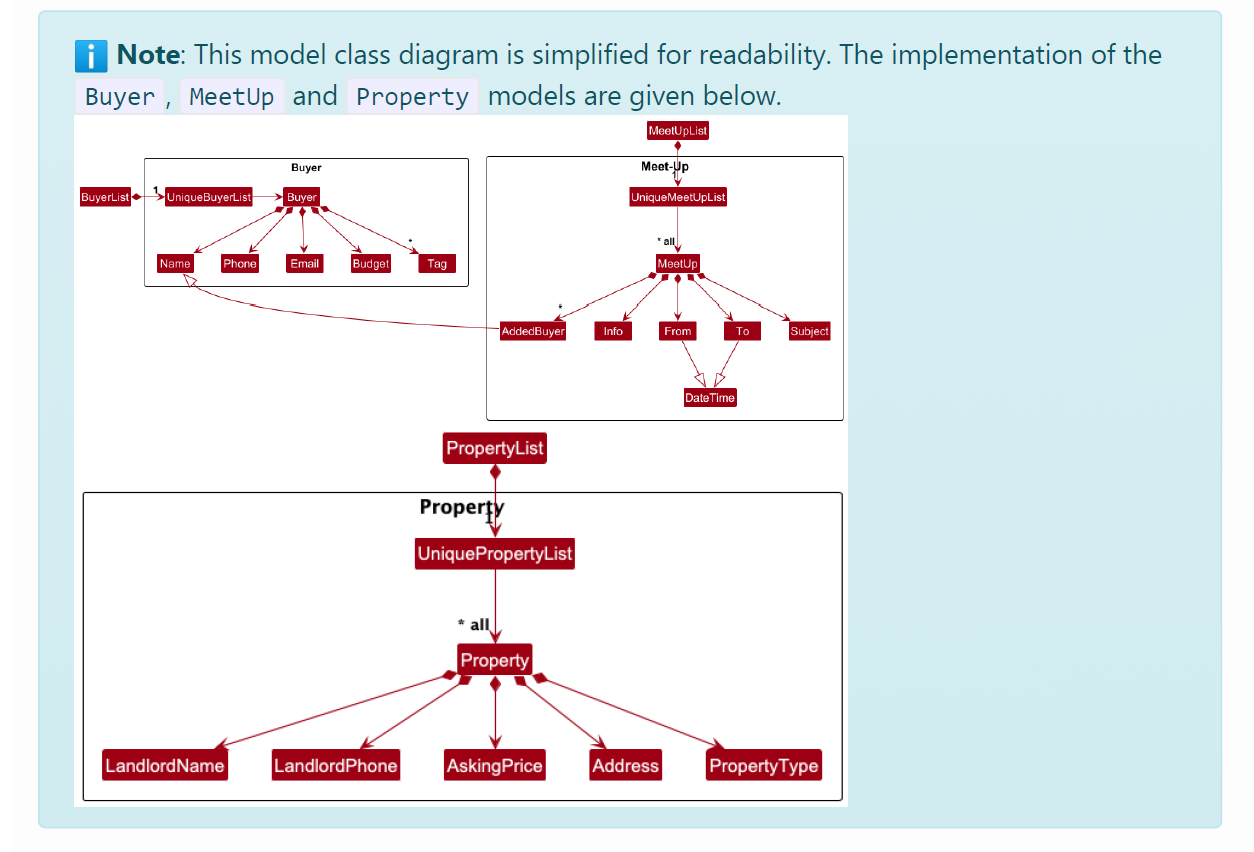 Note: This model class diagram is simplified for readability. The implementation of the
Buyer , MeetUp and Property models are given below.
MeetUpList
Buyer
Meet-Up
BuyerList
1
UniqueBuyerList
Buyer
1
UniqueMeetUpList
*
* all
Name
Phone
Email
Budget
Tag
MeetUp
*
AddedBuyer
Info
From
To
Subject
DateTime
PropertyList
Property
1
UniquePropertyList
* all
Property
LandlordName
LandlordPhone
AskingPrice
Address
PropertyType